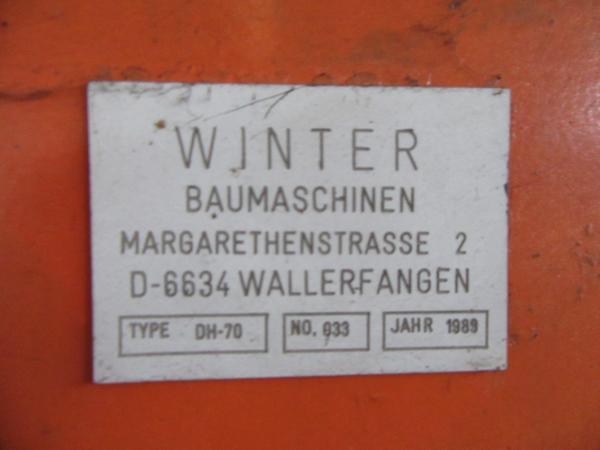 WINTER
BAUMASCHINEN
MARGARETHENSTRASSE 2
D-6634 WALLERFANGEN
TYPE DH-70 NO. 033 JAHR 1989